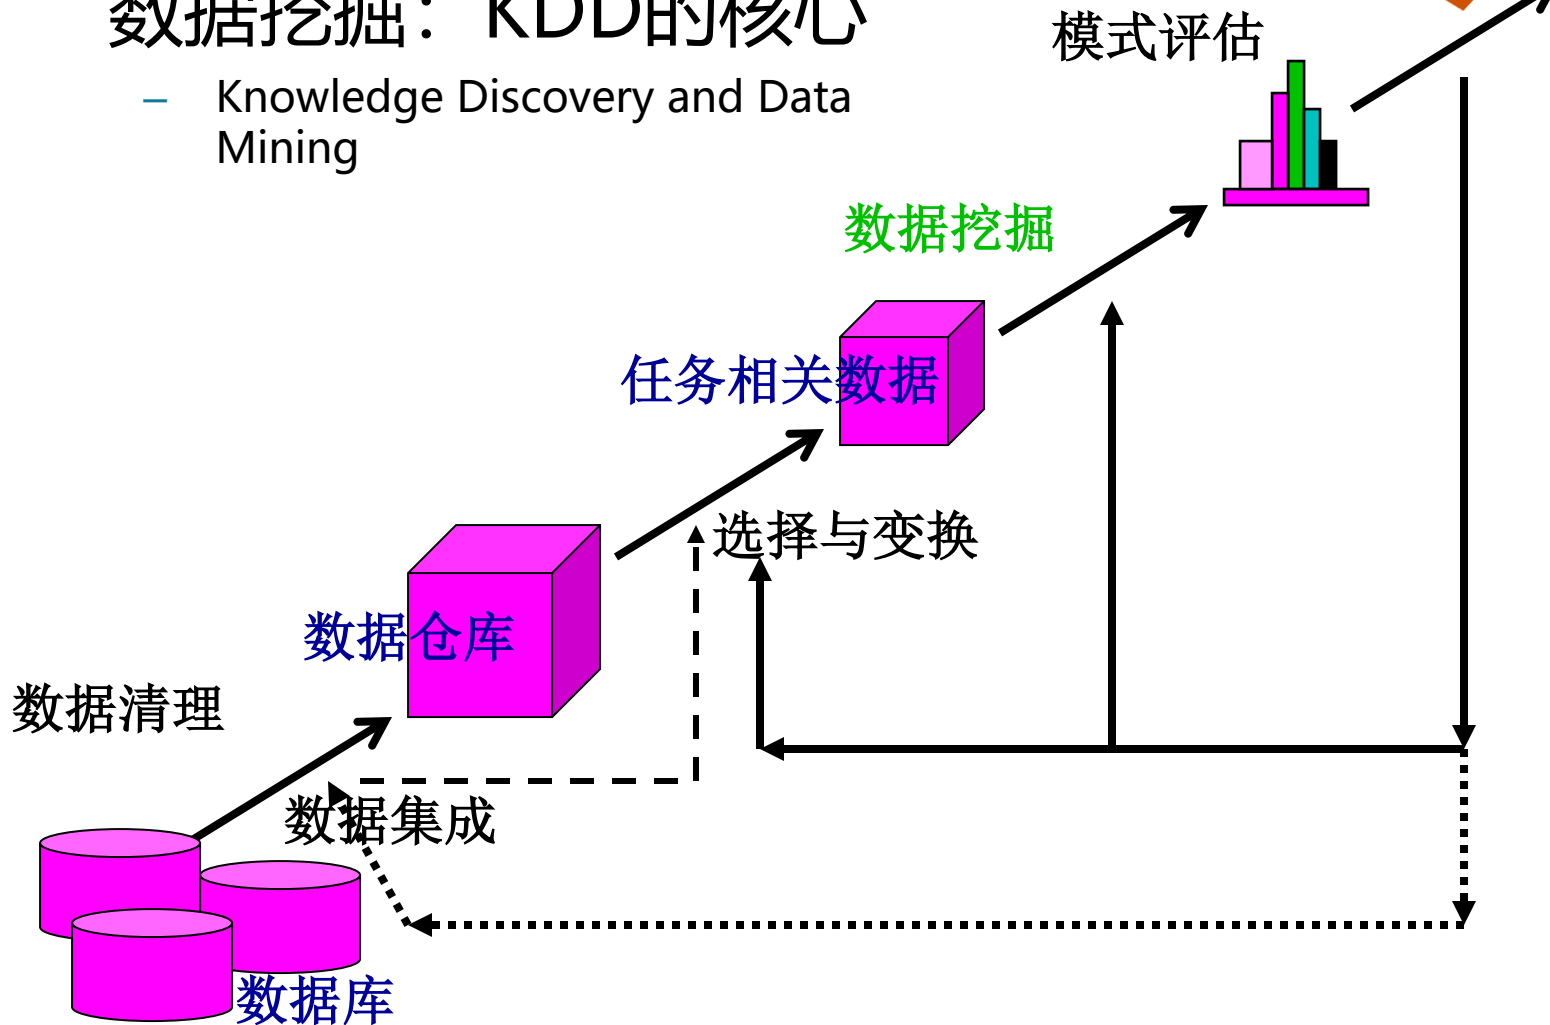 数据挖掘：KDD的核心
– Knowledge Discovery and Data
Mining
模式评估
数据挖掘
任务相关数据
选择与变换
数据仓库
数据清理
数据集成
数据库